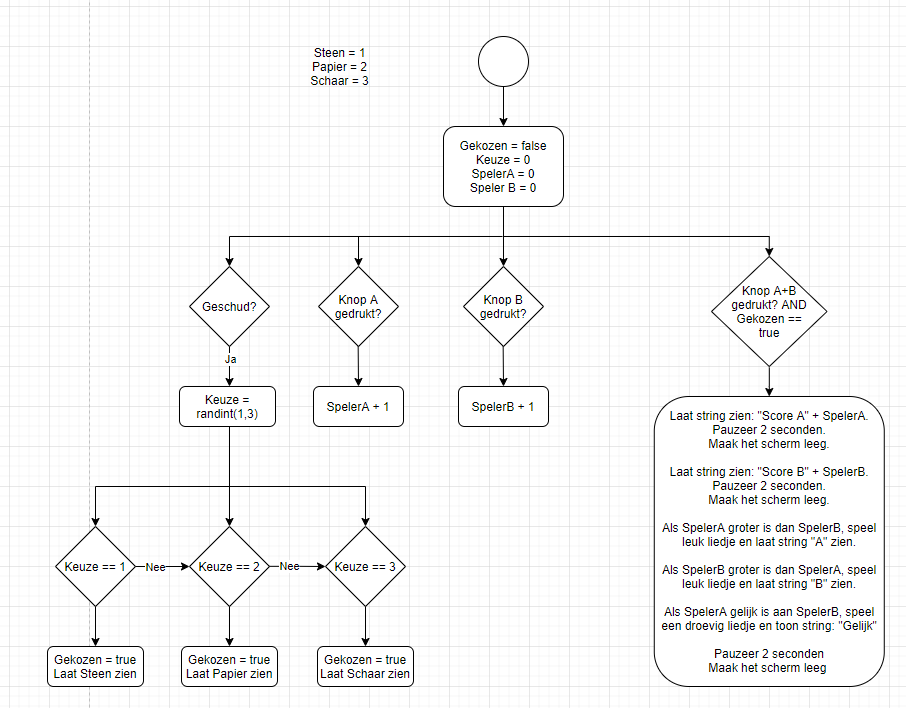 Steen = 1
Papier = 2
Schaar = 3
Gekozen = false
Keuze = 0
SpelerA = 0
Speler B = 0
Geschud?
Knop A
gedrukt?
Knop B
gedrukt?
Knop A+B
gedrukt? AND
Gekozen ==
true
Ja
Keuze =
randint(1,3)
SpelerA + 1
SpelerB + 1
Laat string zien: "Score A" + SpelerA.
Pauzeer 2 seconden.
Maak het scherm leeg.
Laat string zien: "Score B" + SpelerB.
Pauzeer 2 seconden.
Maak het scherm leeg.
Als SpelerA groter is dan SpelerB, speel
leuk liedje en laat string "A" zien.
Als SpelerB groter is dan SpelerA, speel
leuk liedje en laat string "B" zien.
Als SpelerA gelijk is aan SpelerB, speel
een droevig liedje en toon string: "Gelijk"
Pauzeer 2 seconden
Maak het scherm leeg
Keuze == 1
Nee
Keuze == 2
Nee
Keuze == 3
Gekozen = true
Laat Steen zien
Gekozen = true
Laat Papier zien
Gekozen = true
Laat Schaar zien